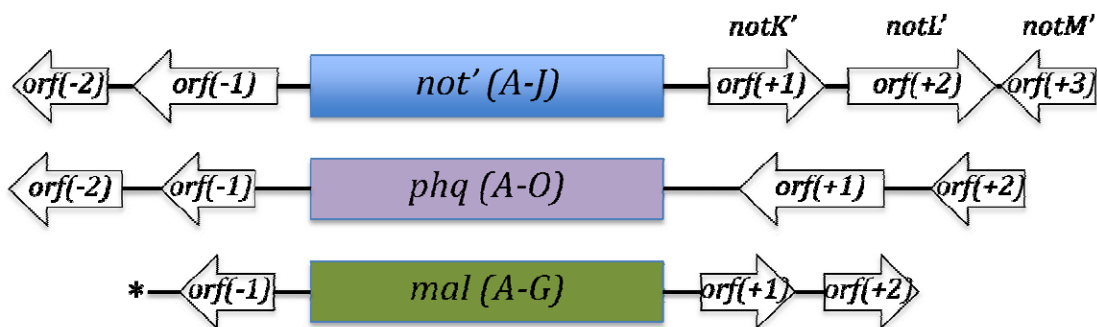 notK' notL' notM'
orf(-2) orf(-1) not' (A-J) orf(+1) orf(+2) orf(+3)
orf(-2) orf(-1) phq (A-O) orf(+1) orf(+2)
* orf(-1) mal (A-G) orf(+1) orf(+2)